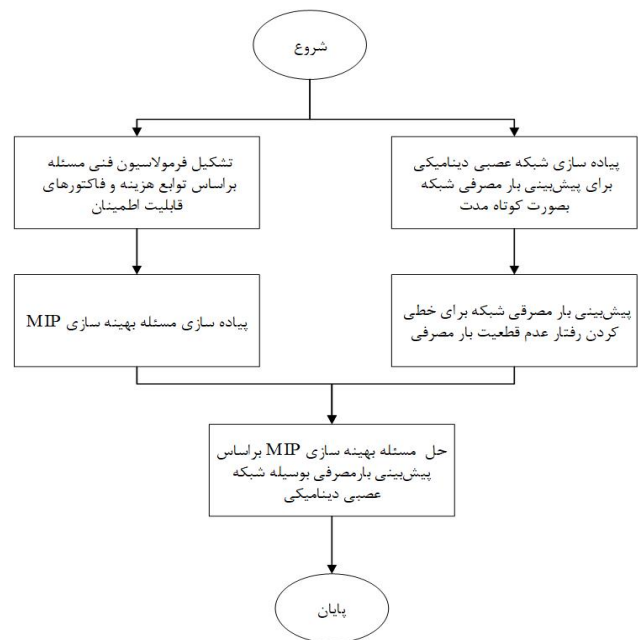 شروع
پیاده سازی شبکه عصبی دینامیکی
برای پیش‌بینی بار مصرفی شبکه
بصورت کوتاه مدت
تشکیل فرمولاسیون فنی مسئله
براساس توابع هزینه و فاکتورهای
قابلیت اطمینان
پیش‌بینی بار مصرقی شبکه برای خطی
کردن رفتار عدم قطعیت بار مصرفی
پیاده سازی مسئله بهینه سازی MIP
حل مسئله بهینه سازی MIP براساس
پیش‌بینی بارمصرفی بوسیله شبکه
عصبی دینامیکی
پایان